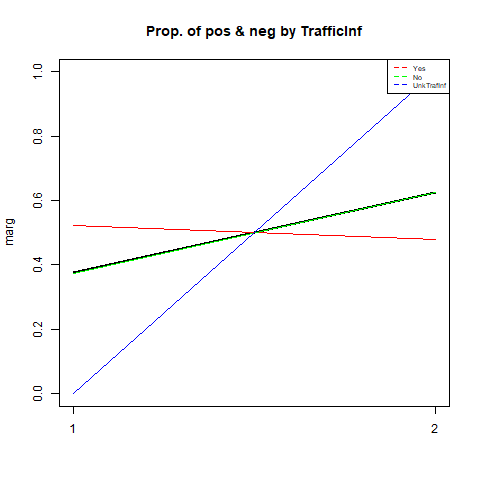 Prop. of pos & neg by TrafficInf
1.0
0.8
0.6
0.4
0.2
0.0
marg
Yes
No
UnkTrafInf
1 2